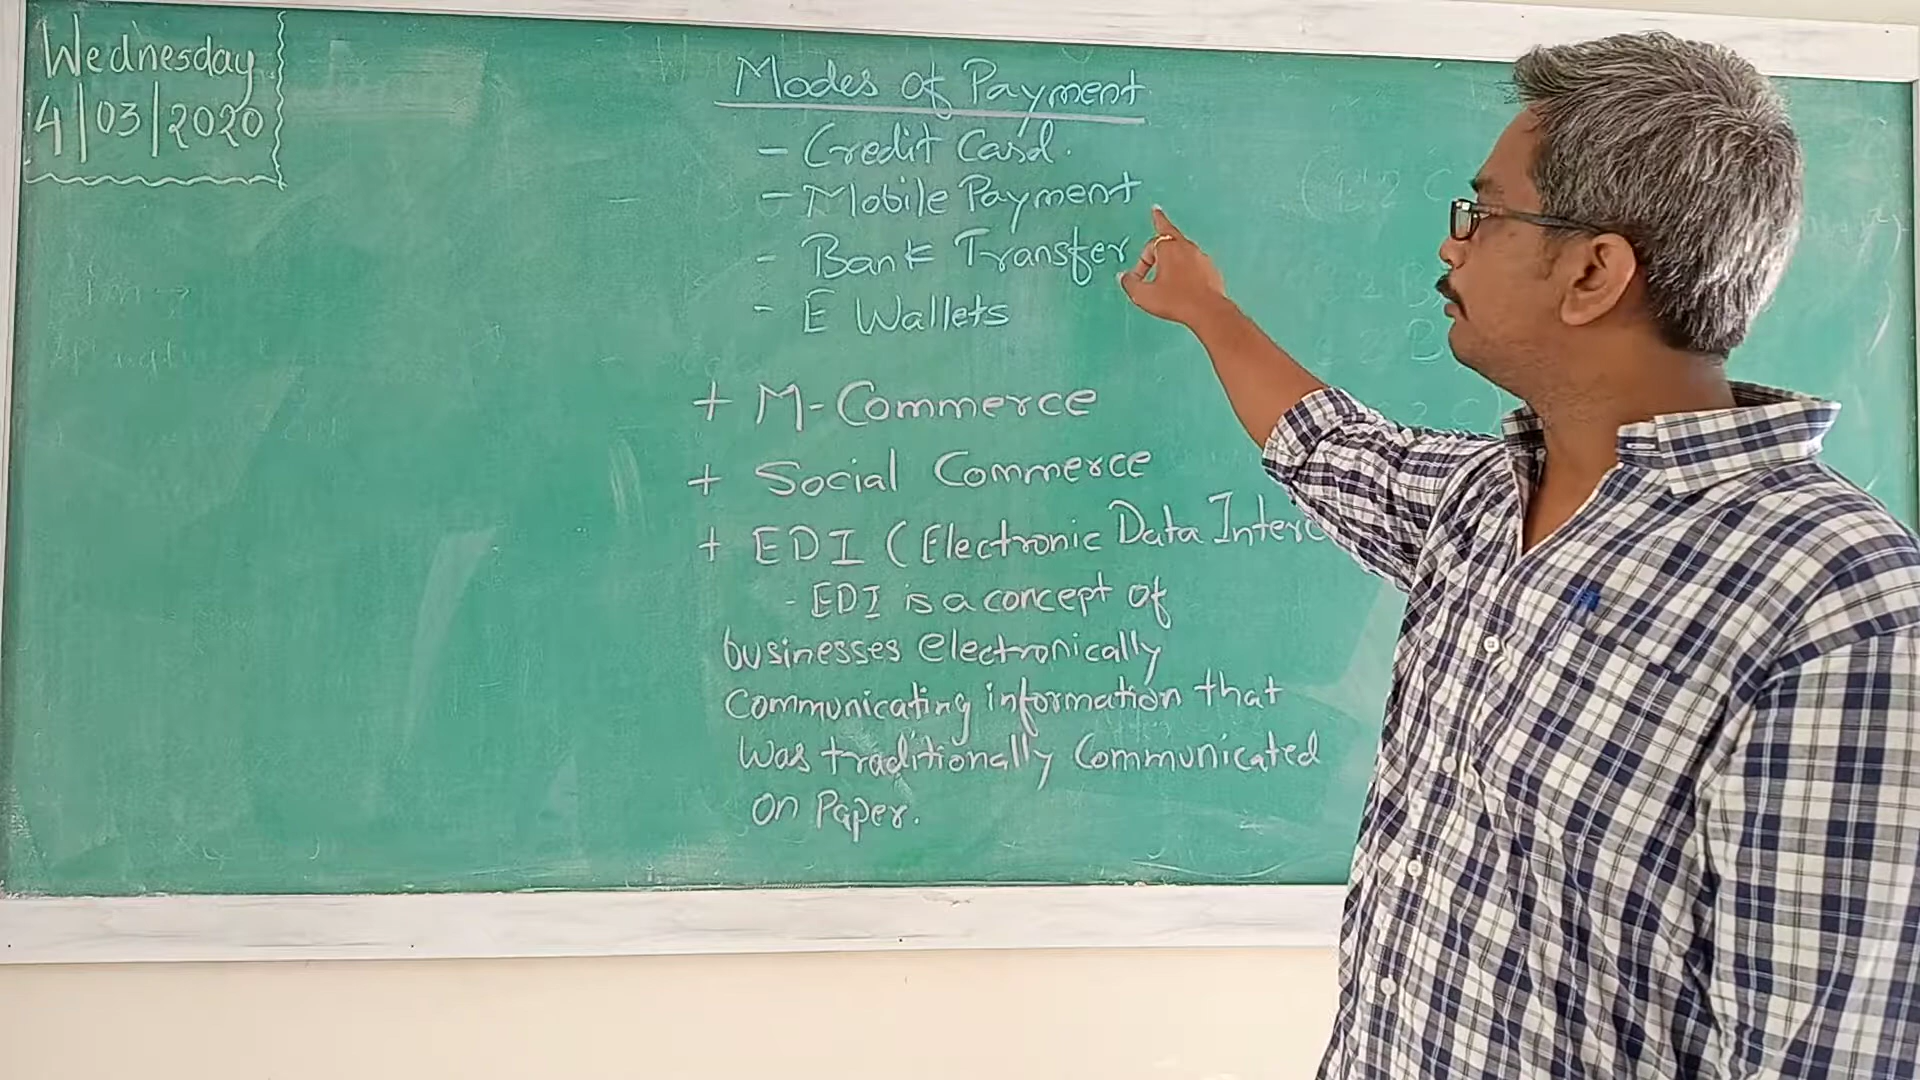 Wednesday
4/03/2020
Modes of Payment
- Credit Card.
- Mobile Payment
- Bank Transfer
- E Wallets
+ M-Commerce
+ Social Commerce
+ EDI (Electronic Data Interc
- EDI is a concept of
businesses electronically
communicating information that
was traditionally communicated
on Paper.